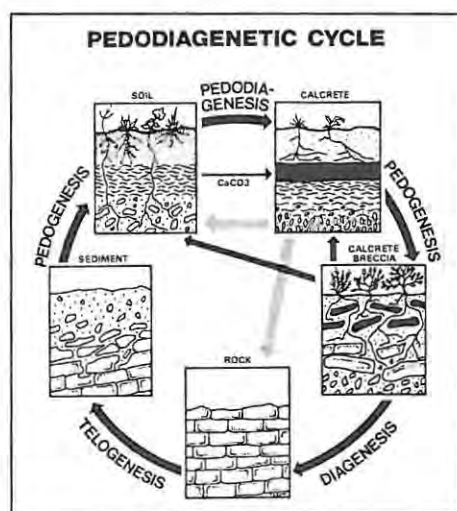 PEDODIAGENETIC CYCLE
SOIL
PEDODIA-
GENESIS
CALCRETE
CaCO3
PEDOGENESIS
PEDOGENESIS
SEDIMENT
CALCRETE
BRECCIA
ROCK
TELOGENESIS
DIAGENESIS